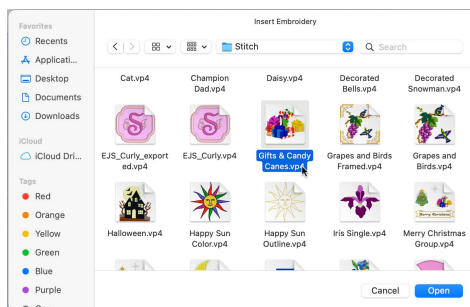 Insert Embroidery
Favorites
Recents
Applicati...
Desktop
Documents
Downloads
iCloud
iCloud Dri...
Tags
Red
Orange
Yellow
Green
Blue
Purple
Stitch
Search
Cat.vp4
Champion
Dad.vp4
Daisy.vp4
Decorated
Bells.vp4
Decorated
Snowman.vp4
EJS_Curly_export
ed.vp4
EJS_Curly.vp4
Gifts & Candy
Canes.vp4
Grapes and Birds
Framed.vp4
Grapes and
Birds.vp4
Halloween.vp4
Happy Sun
Color.vp4
Happy Sun
Outline.vp4
Iris Single.vp4
Merry Christmas
Merry Christmas
Group.vp4
Cancel
Open